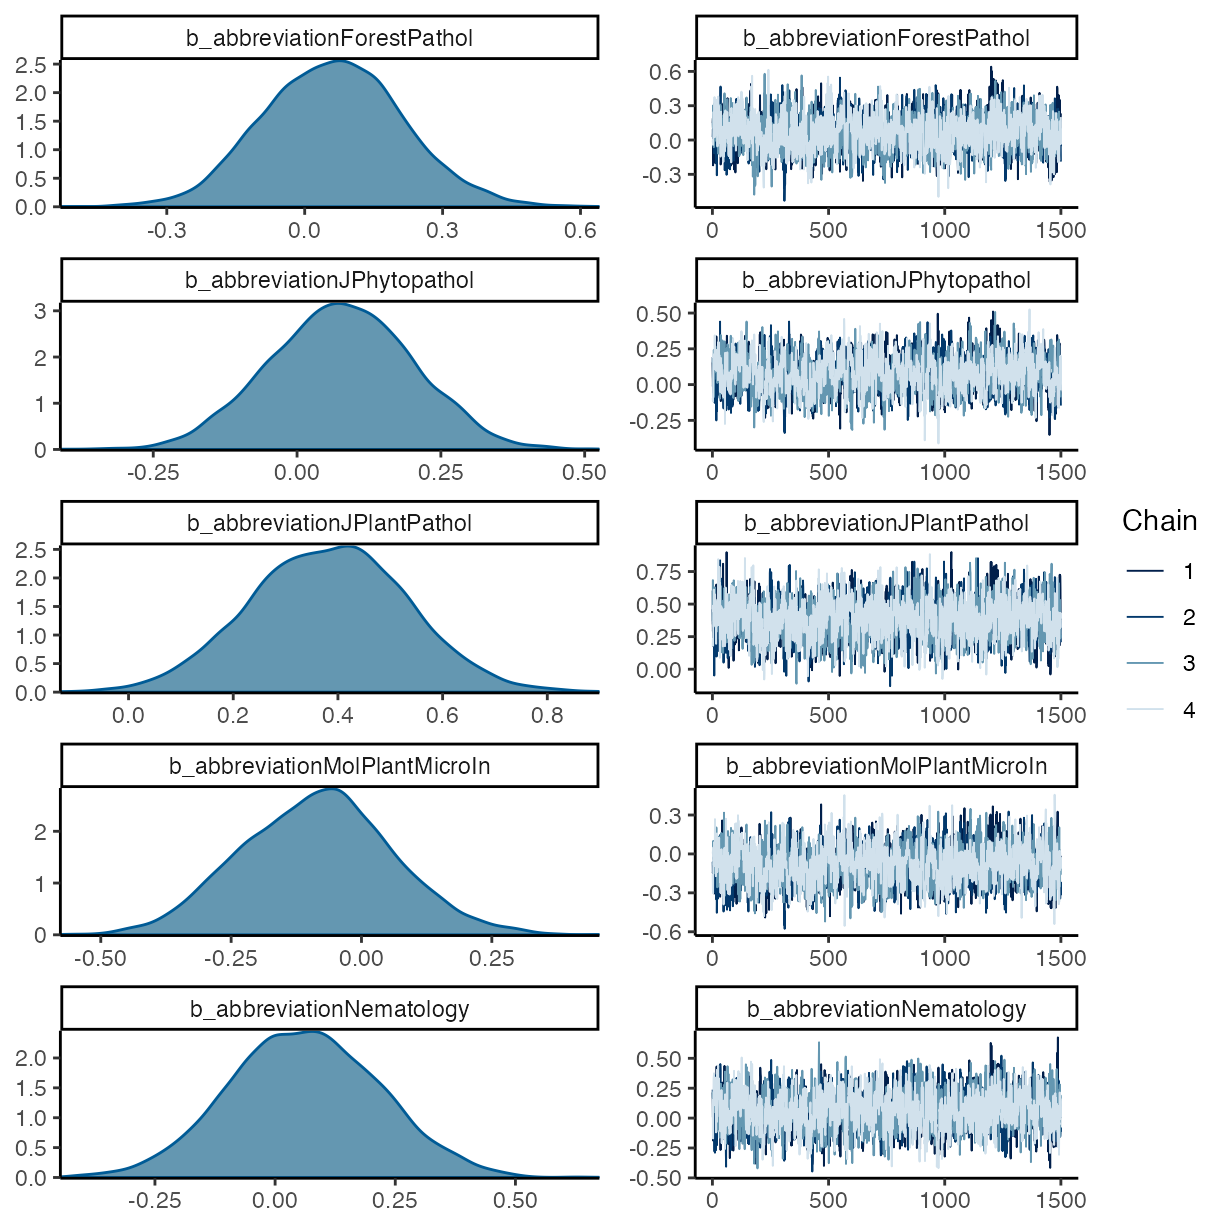 b_abbreviationForestPathol
2.5
2.0
1.5
1.0
0.5
0.0
-0.3 0.0 0.3 0.6
b_abbreviationForestPathol
0.6
0.3
0.0
-0.3
0 500 1000 1500
b_abbreviationJPhytopathol
3
2
1
0
-0.25 0.00 0.25 0.50
b_abbreviationJPhytopathol
0.50
0.25
0.00
-0.25
0 500 1000 1500
b_abbreviationJPlantPathol
2.5
2.0
1.5
1.0
0.5
0.0
0.0 0.2 0.4 0.6 0.8
b_abbreviationJPlantPathol
0.75
0.50
0.25
0.00
0 500 1000 1500
b_abbreviationMolPlantMicroIn
2
1
0
-0.50 -0.25 0.00 0.25
b_abbreviationMolPlantMicroIn
0.3
0.0
-0.3
-0.6
0 500 1000 1500
b_abbreviationNematology
2.0
1.5
1.0
0.5
0.0
-0.25 0.00 0.25 0.50
b_abbreviationNematology
0.50
0.25
0.00
-0.25
-0.50
0 500 1000 1500
Chain
1
2
3
4